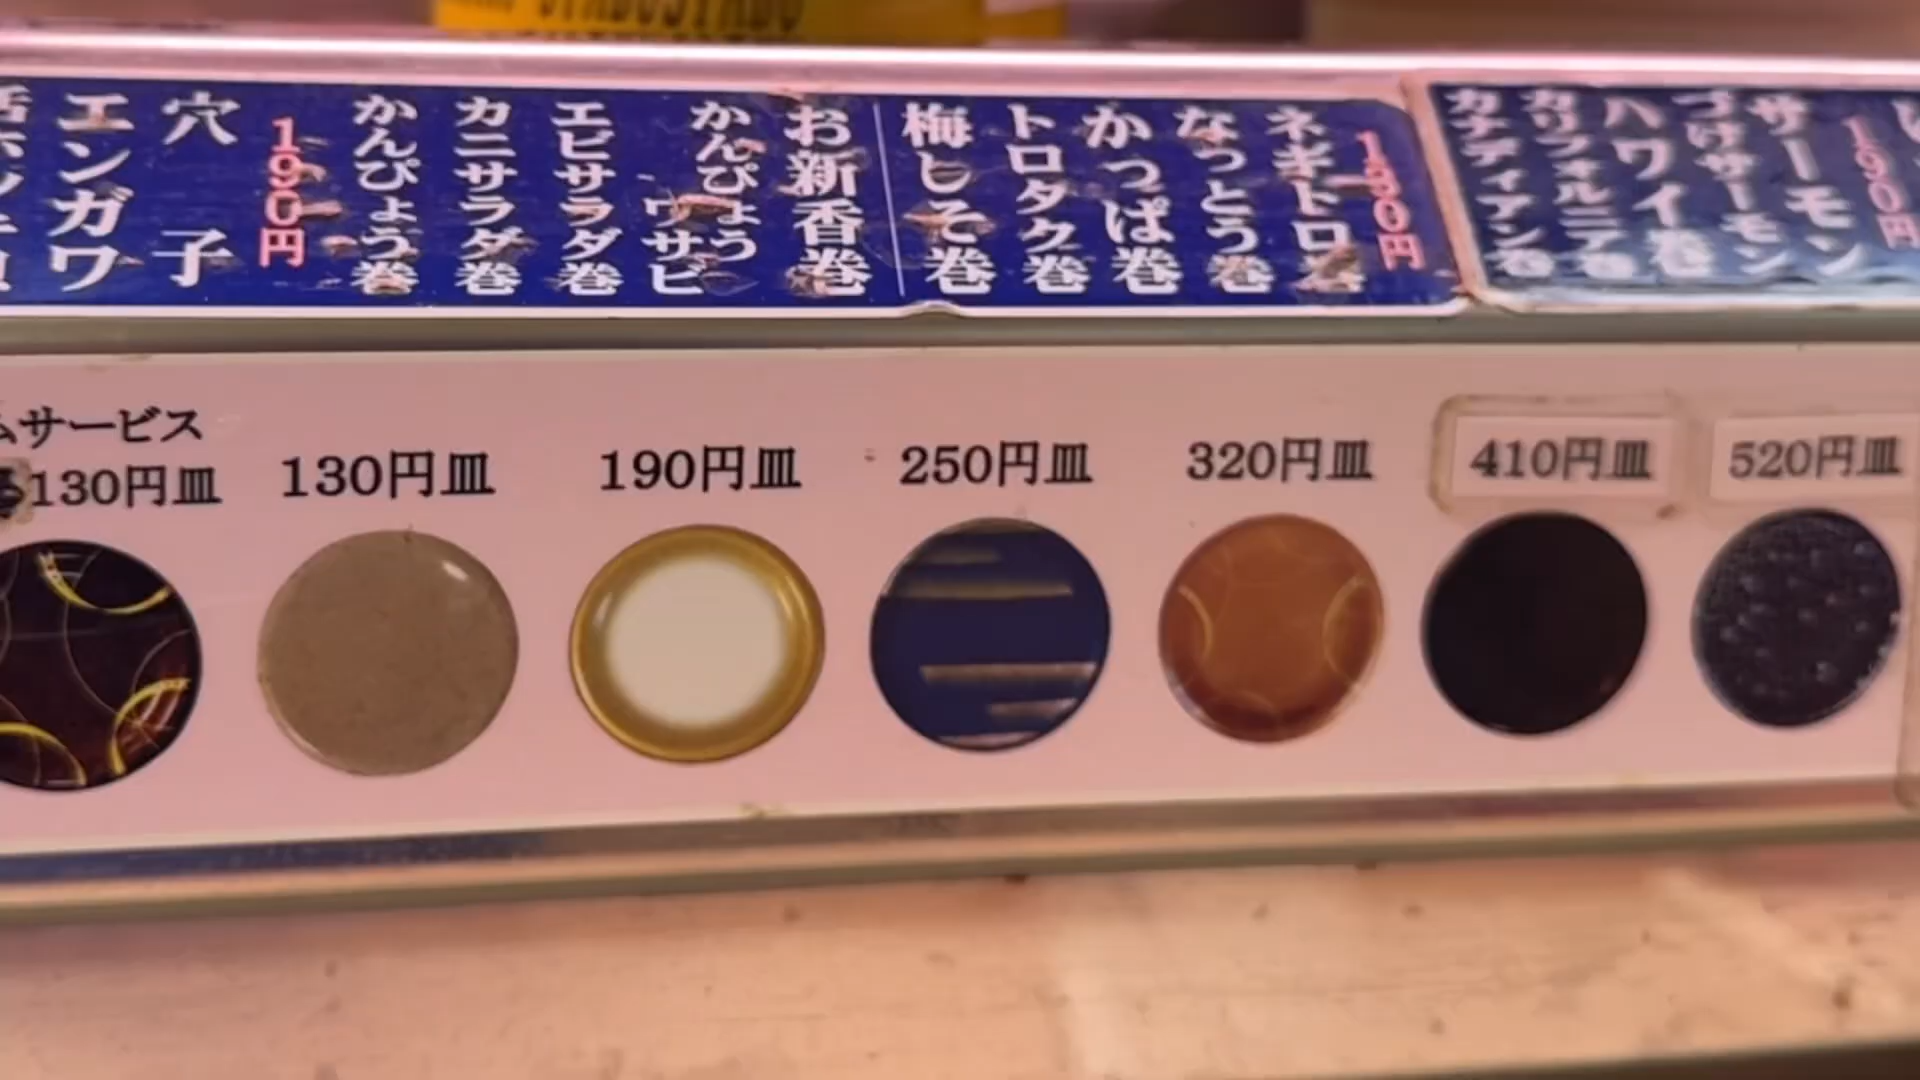 サーモン
づけサーモン
ハワイ巻
カリフォルニア巻
カナディアン巻
ネギトロ巻
なっとう巻
かっぱ巻
トロタク巻
梅しそ巻
お新香巻
かんぴょう
ワサビ
エビサラダ巻
カニサラダ巻
かんぴょう巻
190円
穴子
エンガワ
サービス
130円皿
130円皿
190円皿
250円皿
320円皿
410円皿
520円皿